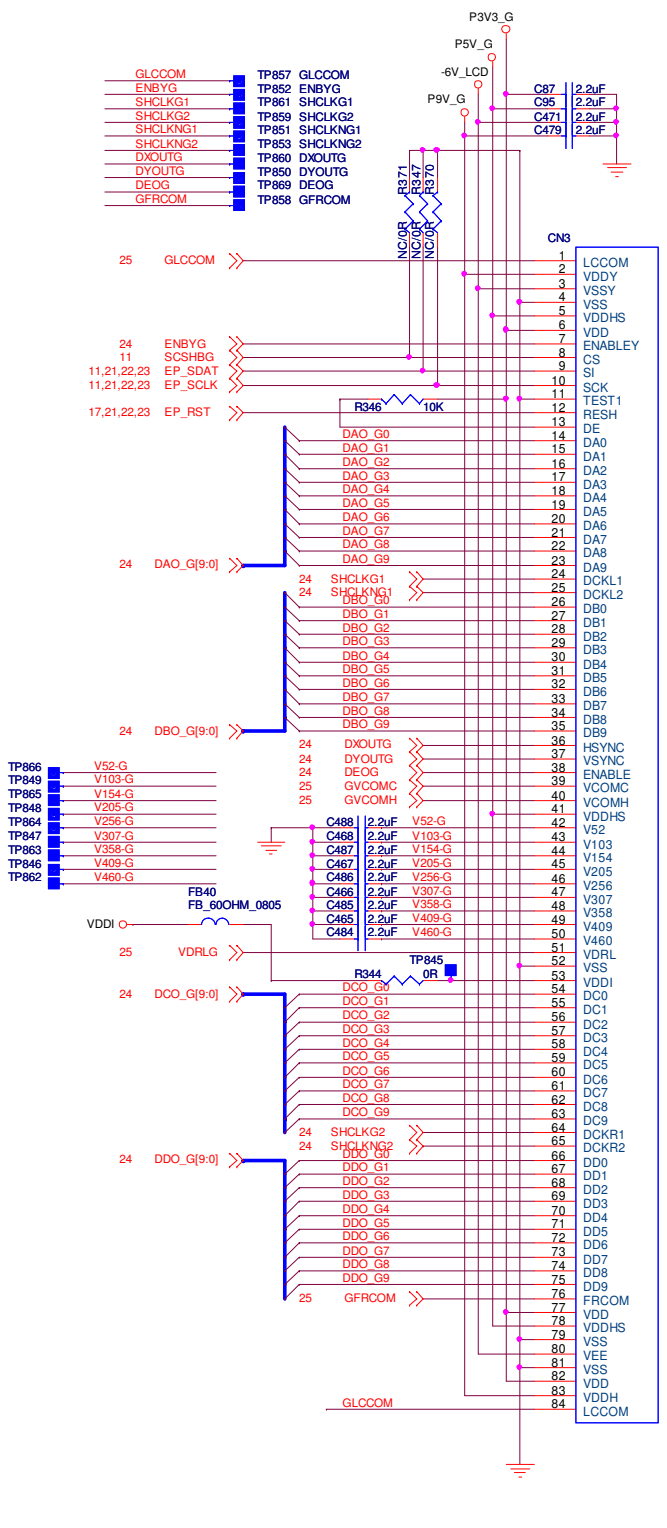 P3V3_G
P5V_G
-6V_LCD
P9V_G
C87 2.2uF
C95 2.2uF
C471 2.2uF
C479 2.2uF
GLCCOM TP857 GLCCOM
ENBYG TP852 ENBYG
SHCLKG1 TP861 SHCLKG1
SHCLKG2 TP859 SHCLKG2
SHCLKNG1 TP851 SHCLKNG1
SHCLKNG2 TP853 SHCLKNG2
DXOUTG TP860 DXOUTG
DYOUTG TP850 DYOUTG
DEOG TP869 DEOG
GFRCOM TP858 GFRCOM
R371 NC/0R
R347 NC/0R
R370 NC/0R
CN3
25 GLCCOM 1 LCCOM
2 VDDY
3 VSSY
4 VSS
5 VDDHS
6 VDD
24 ENBYG 7 ENABLEY
11 SCSHBG 8 CS
11,21,22,23 EP_SDAT 9 SI
11,21,22,23 EP_SCLK 10 SCK
R346 10K 11 TEST1
17,21,22,23 EP_RST 12 RESH
13 DE
DAO_G0 14 DA0
DAO_G1 15 DA1
DAO_G2 16 DA2
DAO_G3 17 DA3
DAO_G4 18 DA4
DAO_G5 19 DA5
DAO_G6 20 DA6
DAO_G7 21 DA7
DAO_G8 22 DA8
24 DAO_G[9:0] DAO_G9 23 DA9
24 SHCLKG1 24 DCKL1
24 SHCLKNG1 25 DCKL2
DBO_G0 26 DB0
DBO_G1 27 DB1
DBO_G2 28 DB2
DBO_G3 29 DB3
DBO_G4 30 DB4
DBO_G5 31 DB5
DBO_G6 32 DB6
DBO_G7 33 DB7
DBO_G8 34 DB8
24 DBO_G[9:0] DBO_G9 35 DB9
24 DXOUTG 36 HSYNC
24 DYOUTG 37 VSYNC
24 DEOG 38 ENABLE
25 GVCOMC 39 VCOMC
25 GVCOMH 40 VCOMH
41 VDDHS
TP866 V52-G
TP849 V103-G
TP865 V154-G
TP848 V205-G
TP864 V256-G
TP847 V307-G
TP863 V358-G
TP846 V409-G
TP862 V460-G
C488 2.2uF V52-G 42 V52
C468 2.2uF V103-G 43 V103
C487 2.2uF V154-G 44 V154
C467 2.2uF V205-G 45 V205
C486 2.2uF V256-G 46 V256
C466 2.2uF V307-G 47 V307
C485 2.2uF V358-G 48 V358
C465 2.2uF V409-G 49 V409
C484 2.2uF V460-G 50 V460
FB40
FB_60OHM_0805
VDDI
25 VDRLG 51 VDRL
52 VSS
TP845
R344 0R 53 VDDI
24 DCO_G[9:0] DCO_G0 54 DC0
DCO_G1 55 DC1
DCO_G2 56 DC2
DCO_G3 57 DC3
DCO_G4 58 DC4
DCO_G5 59 DC5
DCO_G6 60 DC6
DCO_G7 61 DC7
DCO_G8 62 DC8
DCO_G9 63 DC9
24 SHCLKG2 64 DCKR1
24 SHCLKNG2 65 DCKR2
24 DDO_G[9:0] DDO_G0 66 DD0
DDO_G1 67 DD1
DDO_G2 68 DD2
DDO_G3 69 DD3
DDO_G4 70 DD4
DDO_G5 71 DD5
DDO_G6 72 DD6
DDO_G7 73 DD7
DDO_G8 74 DD8
DDO_G9 75 DD9
25 GFRCOM 76 FRCOM
77 VDD
78 VDDHS
79 VSS
80 VEE
81 VSS
82 VDD
83 VDDH
GLCCOM 84 LCCOM